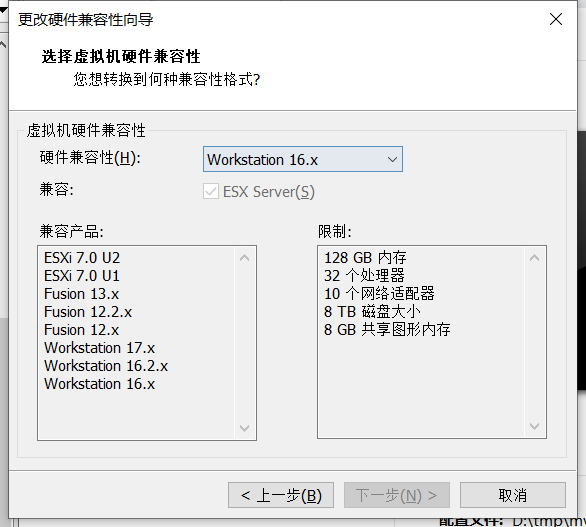 更改硬件兼容性向导
选择虚拟机硬件兼容性
您想转换到何种兼容性格式?
虚拟机硬件兼容性
硬件兼容性(H):
Workstation 16.x
兼容:
ESX Server(S)
兼容产品:
ESXi 7.0 U2
ESXi 7.0 U1
Fusion 13.x
Fusion 12.2.x
Fusion 12.x
Workstation 17.x
Workstation 16.2.x
Workstation 16.x
限制:
128 GB 内存
32 个处理器
10 个网络适配器
8 TB 磁盘大小
8 GB 共享图形内存
< 上一步(B)
下一步(N) >
取消
配置文件: D:\tmp\m